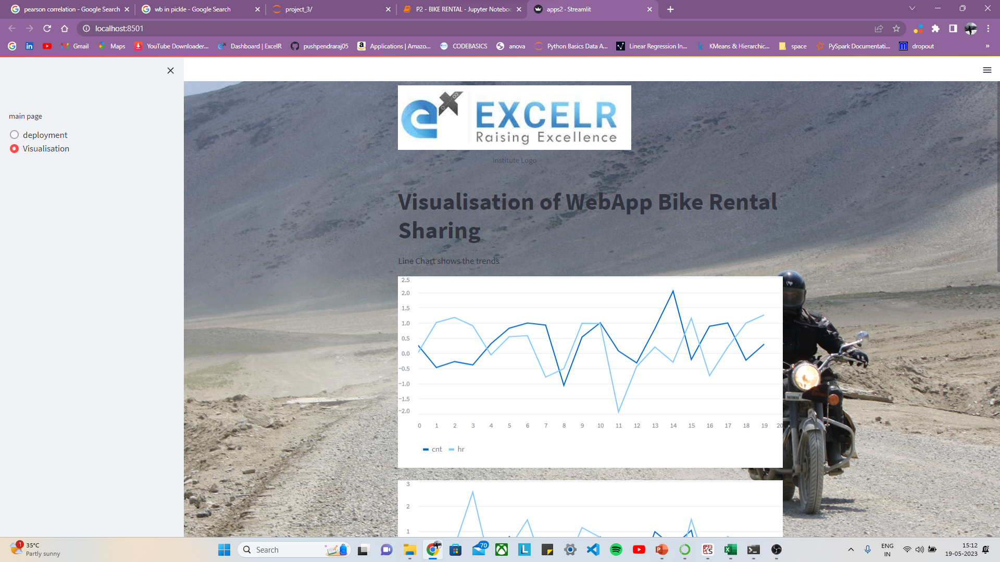 pearson correlation - Google Search
wb in pickle - Google Search
project_3/
P2 - BIKE RENTAL - Jupyter Noteboo
apps2 · Streamlit
localhost:8501
Gmail
Maps
YouTube Downloader...
Dashboard | ExcelR
pushpendraraj05
Applications | Amazo...
CODEBASICS
anova
Python Basics Data A...
Linear Regression In...
KMeans & Hierarchic...
space
PySpark Documentati...
dropout
»
main page
deployment
Visualisation
EXCELR
Raising Excellence
Institute Logo
Visualisation of WebApp Bike Rental
Sharing
Line Chart shows the trends
2.5
2.0
1.5
1.0
0.5
0.0
−0.5
−1.0
−1.5
−2.0
0 1 2 3 4 5 6 7 8 9 10 11 12 13 14 15 16 17 18 19 20
cnt hr
3
2
1
1
35°C
Partly sunny
Search
70
ENG
IN
15:12
19-05-2023